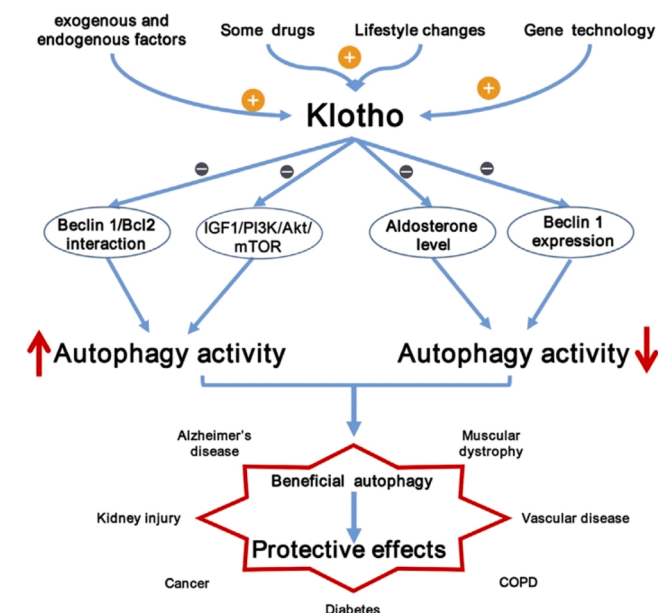 exogenous and
endogenous factors
Some drugs
Lifestyle changes
Gene technology
+
+
+
Klotho
−
−
−
−
Beclin 1/Bcl2
interaction
IGF1/PI3K/Akt/
mTOR
Aldosterone
level
Beclin 1
expression
Autophagy activity
Autophagy activity
Alzheimer's
disease
Muscular
dystrophy
Beneficial autophagy
Kidney injury
Vascular disease
Protective effects
Cancer
COPD
Diabetes